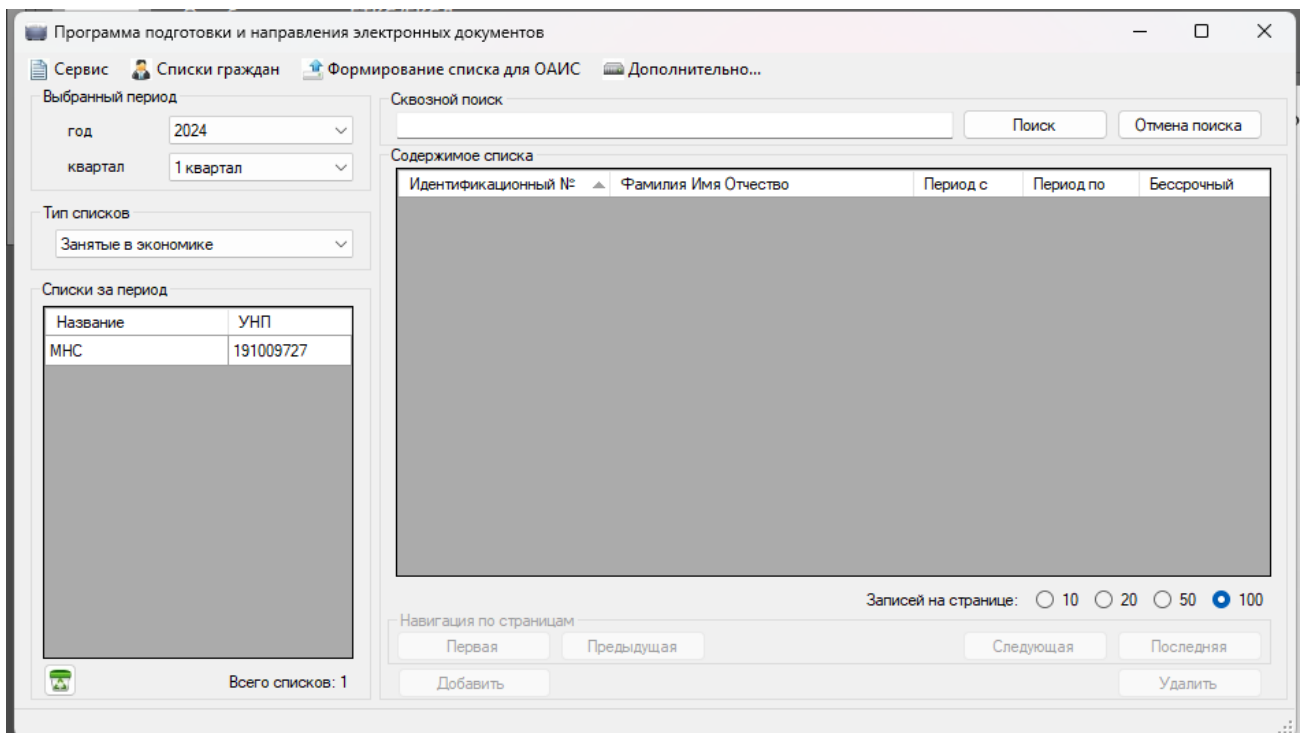 Программа подготовки и направления электронных документов
Сервис Списки граждан Формирование списка для ОАИС Дополнительно...
Выбранный период
год 2024
квартал 1 квартал
Тип списков
Занятые в экономике
Списки за период
Название УНП
МНС 191009727
Всего списков: 1
Сквозной поиск
Поиск Отмена поиска
Содержимое списка
Идентификационный № Фамилия Имя Отчество Период с Период по Бессрочный
Записей на странице: 10 20 50 100
Навигация по страницам
Первая Предыдущая Следующая Последняя
Добавить Удалить